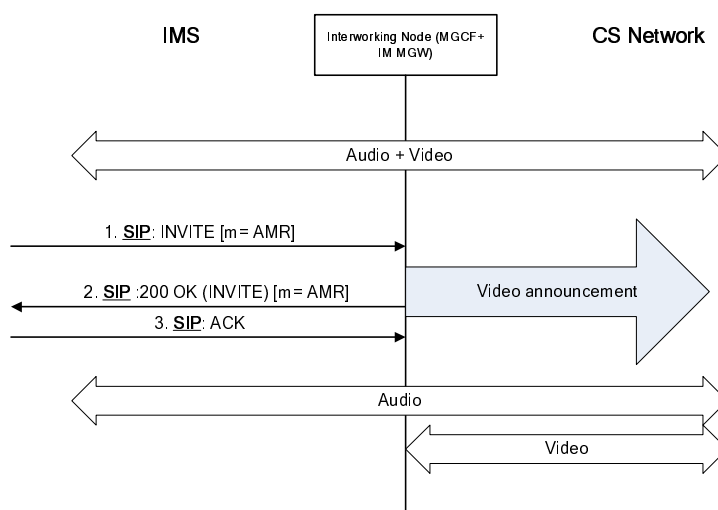 IMS
Interworking Node (MGCF+
IM MGW)
CS Network
Audio + Video
1. SIP: INVITE [m= AMR]
2. SIP :200 OK (INVITE) [m= AMR]
Video announcement
3. SIP: ACK
Audio
Video